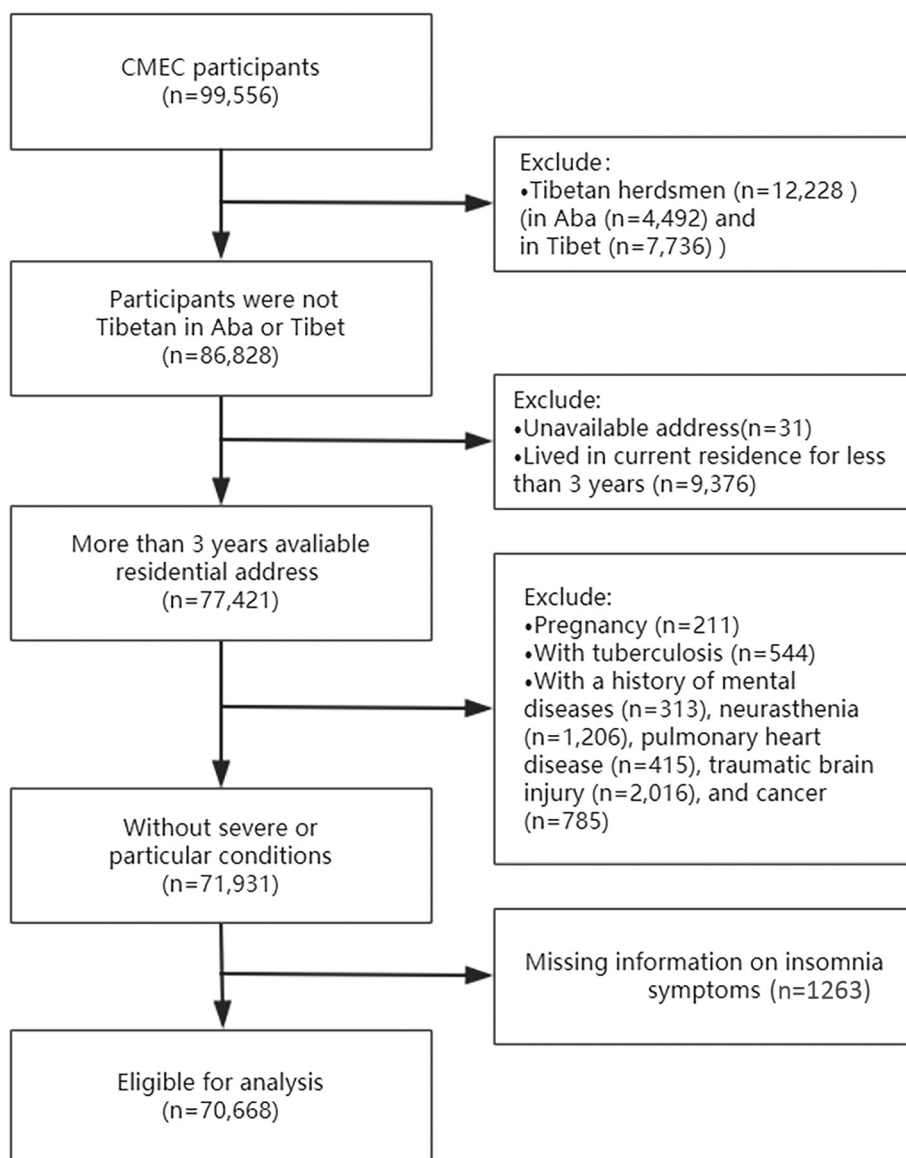 CMEC participants
(n=99,556)
Exclude:
•Tibetan herdsmen (n=12,228 )
(in Aba (n=4,492) and
in Tibet (n=7,736) )
Participants were not
Tibetan in Aba or Tibet
(n=86,828)
Exclude:
•Unavailable address(n=31)
•Lived in current residence for less
than 3 years (n=9,376)
More than 3 years avaliable
residential address
(n=77,421)
Exclude:
•Pregnancy (n=211)
•With tuberculosis (n=544)
•With a history of mental
diseases (n=313), neurasthenia
(n=1,206), pulmonary heart
disease (n=415), traumatic brain
injury (n=2,016), and cancer
(n=785)
Without severe or
particular conditions
(n=71,931)
Missing information on insomnia
symptoms (n=1263)
Eligible for analysis
(n=70,668)